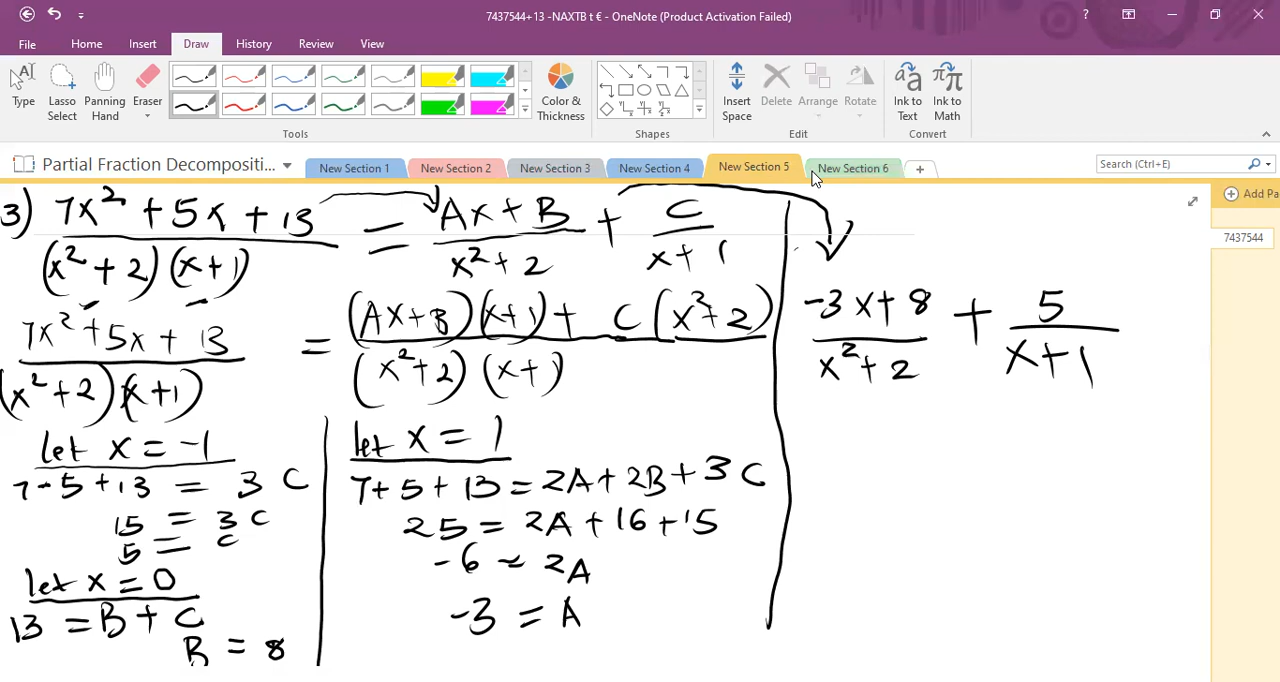 7437544+13 -NAXTB t € - OneNote (Product Activation Failed)
File Home Insert Draw History Review View
Type
Lasso Select
Panning Hand
Eraser
Color & Thickness
Insert Space
Delete
Arrange
Rotate
Ink to Text
Ink to Math
Tools
Shapes
Edit
Convert
Partial Fraction Decompositi...
New Section 1 New Section 2 New Section 3 New Section 4 New Section 5 New Section 6 +
Search (Ctrl+E)
Add Pa
7437544
3) 7x² + 5x + 13 / (x² + 2)(x+1) = Ax + B / x² + 2 + C / x + 1
7x² + 5x + 13 / (x² + 2)(x+1) = (Ax+B)(x+1) + C(x²+2) / (x²+2)(x+1)
let x = -1
7-5+13 = 3C
15 = 3C
5 = C
let x = 0
13 = B + C
B = 8
let x = 1
7+5+13 = 2A+2B+3C
25 = 2A+16+15
-6 = 2A
-3 = A
-3x+8 / x²+2 + 5 / x+1